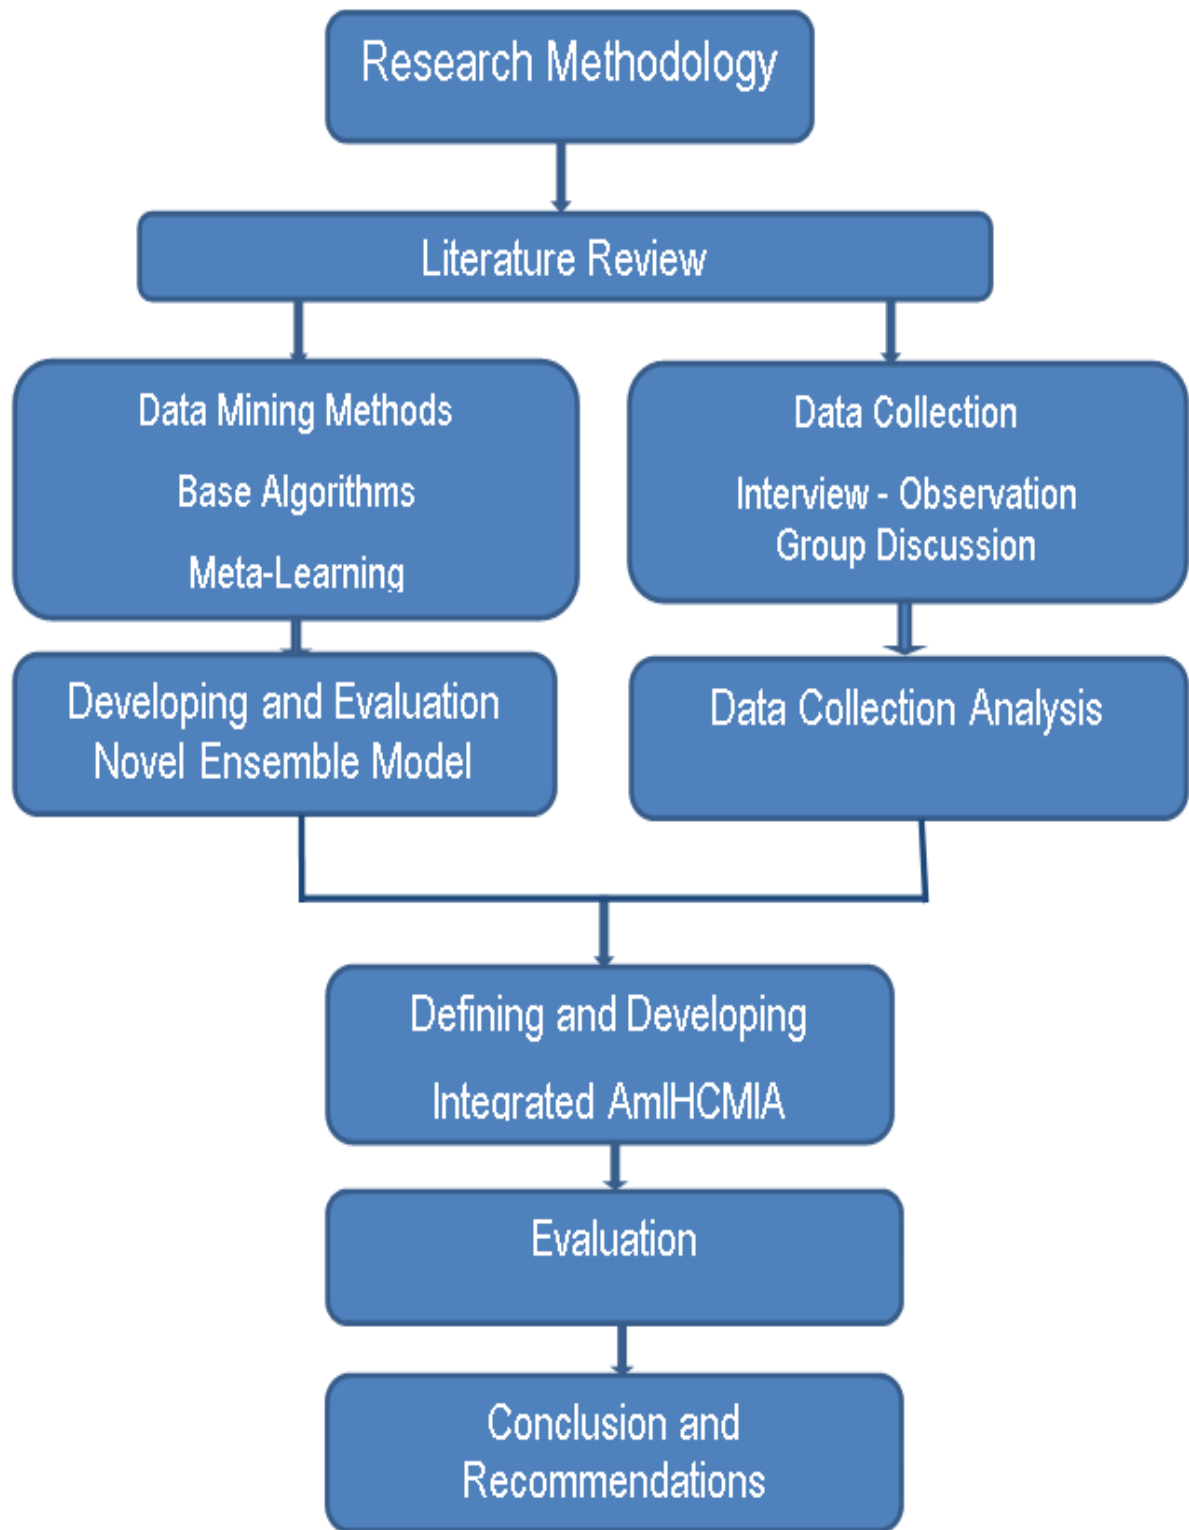 Research Methodology
Literature Review
Data Mining Methods
Base Algorithms
Meta-Learning
Data Collection
Interview - Observation
Group Discussion
Developing and Evaluation
Novel Ensemble Model
Data Collection Analysis
Defining and Developing
Integrated AmIHCMIA
Evaluation
Conclusion and
Recommendations